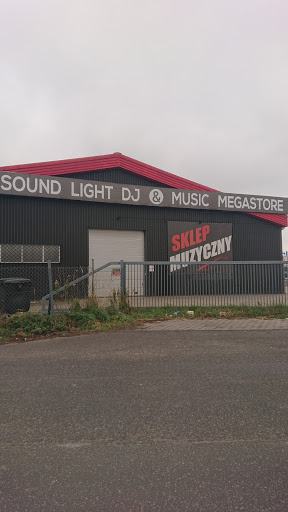 SOUND LIGHT DJ & MUSIC MEGASTORE
SKLEP
MUZYCZNY